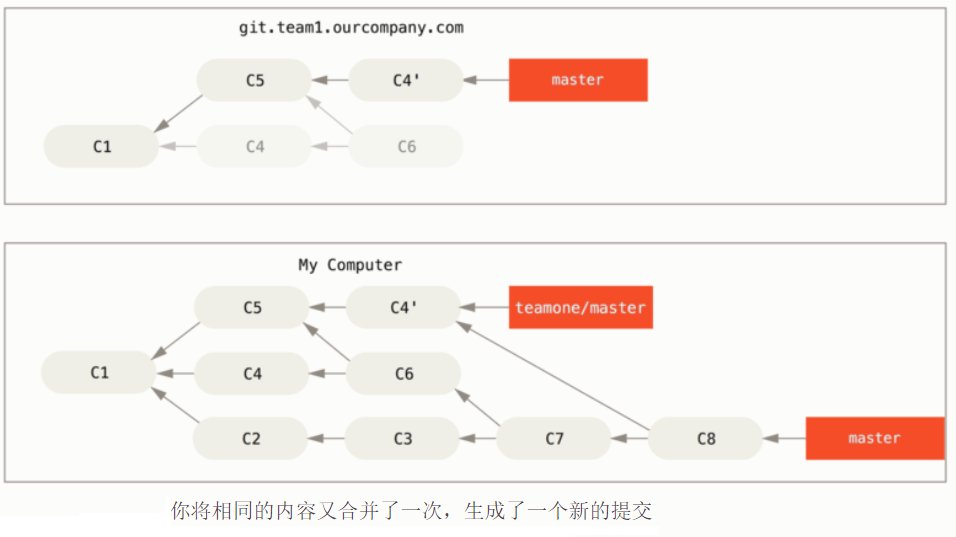 git.team1.ourcompany.com
C5
C4'
master
C1
C4
C6
My Computer
C5
C4'
teamone/master
C1
C4
C6
C2
C3
C7
C8
master
你将相同的内容又合并了一次，生成了一个新的提交